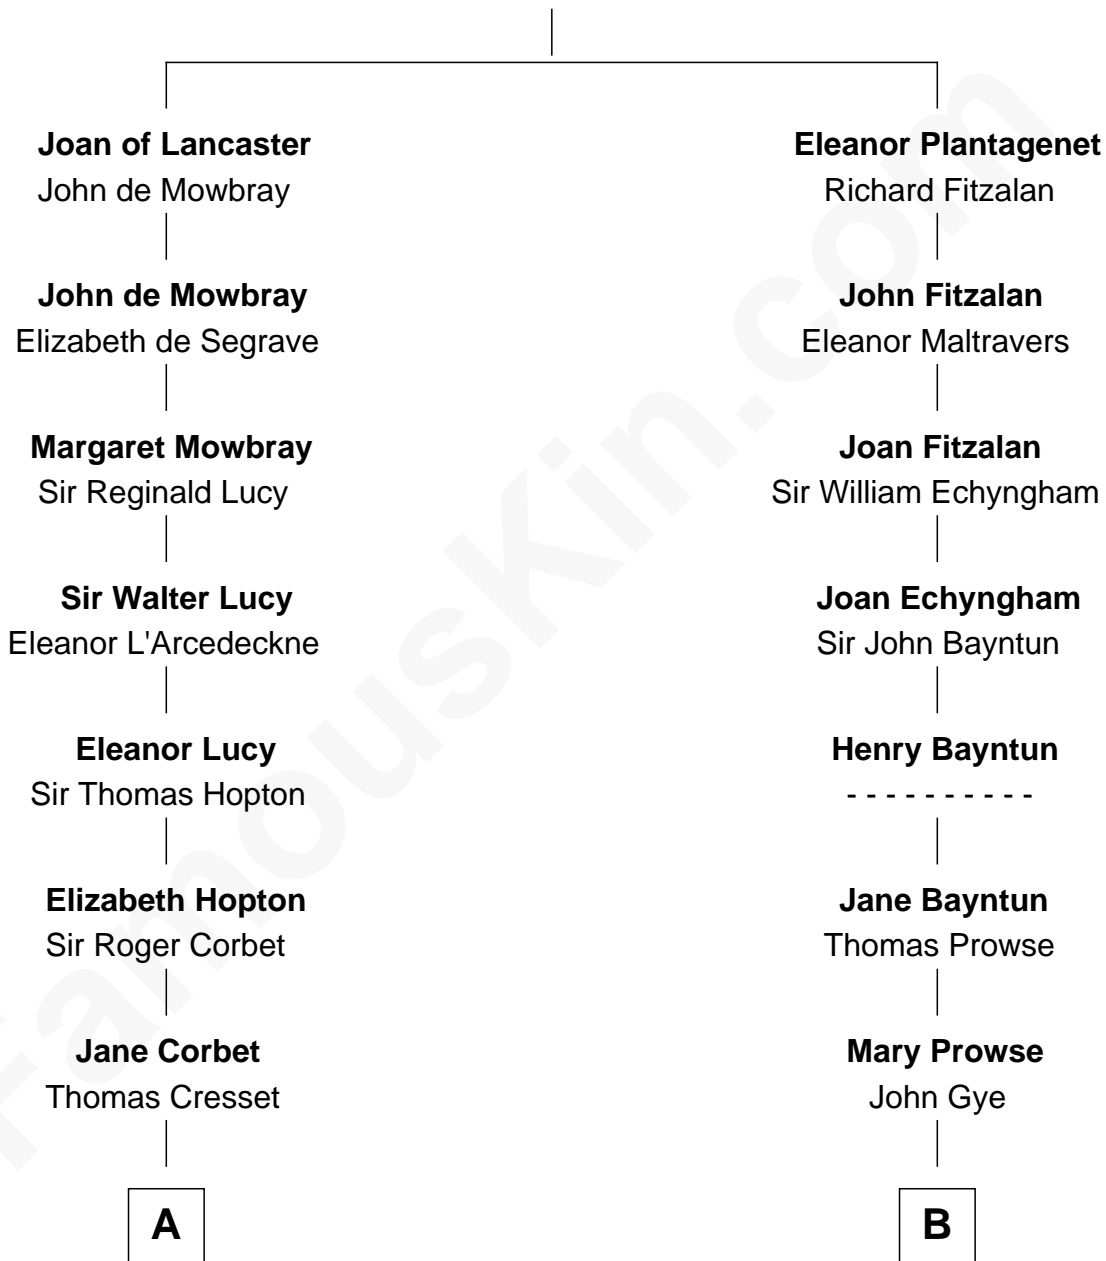 Joan of Lancaster
John de Mowbray
John de Mowbray
Elizabeth de Segrave
Margaret Mowbray
Sir Reginald Lucy
Sir Walter Lucy
Eleanor L'Arcedeckne
Eleanor Lucy
Sir Thomas Hopton
Elizabeth Hopton
Sir Roger Corbet
Jane Corbet
Thomas Cresset
A
Eleanor Plantagenet
Richard Fitzalan
John Fitzalan
Eleanor Maltravers
Joan Fitzalan
Sir William Echyngham
Joan Echyngham
Sir John Bayntun
Henry Bayntun
- - - - - - - - - -
Jane Bayntun
Thomas Prowse
Mary Prowse
John Gye
B
FamousKin.com